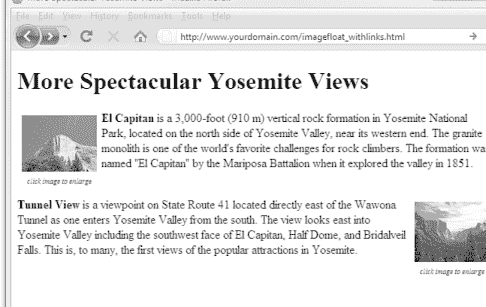 File Edit View History Bookmarks Tools Help
http://www.yourdomain.com/imagefloat_withlinks.html
More Spectacular Yosemite Views
El Capitan is a 3,000-foot (910 m) vertical rock formation in Yosemite National
Park, located on the north side of Yosemite Valley, near its western end. The granite
monolith is one of the world's favorite challenges for rock climbers. The formation wa
named "El Capitan" by the Mariposa Battalion when it explored the valley in 1851.
click image to enlarge
Tunnel View is a viewpoint on State Route 41 located directly east of the Wawona
Tunnel as one enters Yosemite Valley from the south. The view looks east into
Yosemite Valley including the southwest face of El Capitan, Half Dome, and Bridalveil
Falls. This is, to many, the first views of the popular attractions in Yosemite.
click image to enlarge